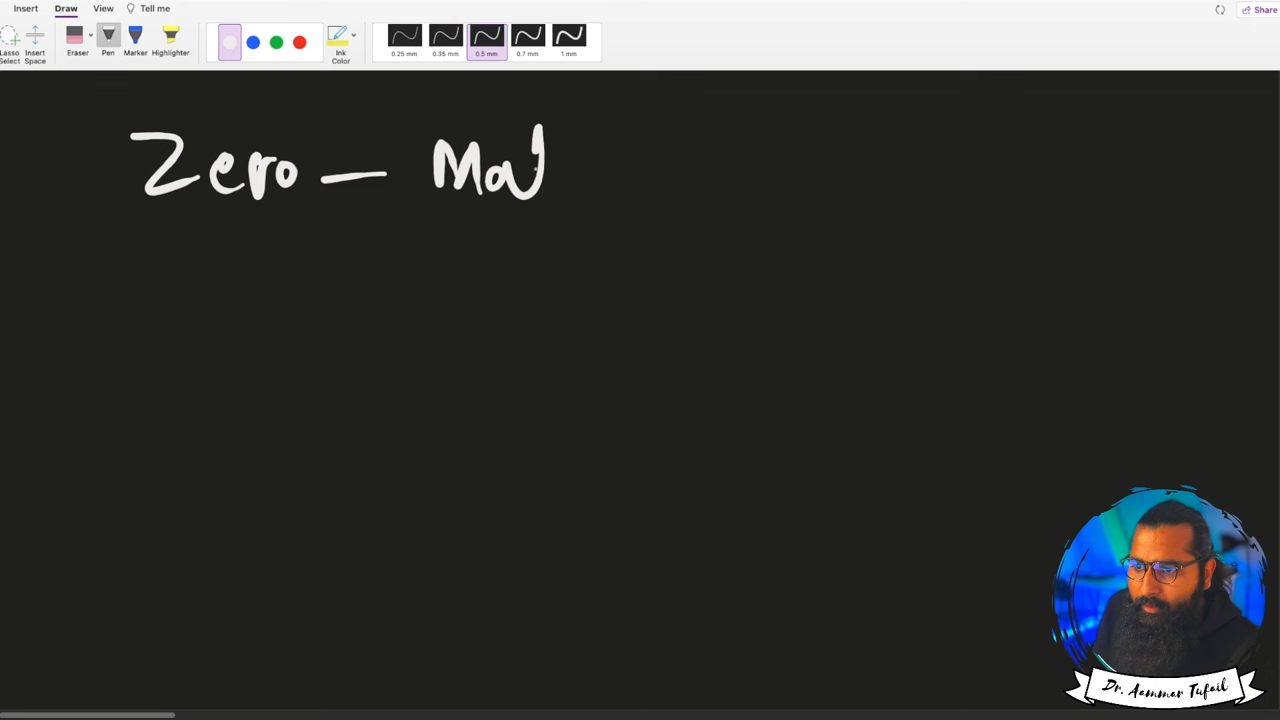 Insert Draw View Tell me
Share
Lasso Select
Insert Space
Eraser
Pen
Marker
Highlighter
Ink Color
0.25 mm
0.35 mm
0.5 mm
0.7 mm
1 mm
Zero —
Dr. Aammar Tufail